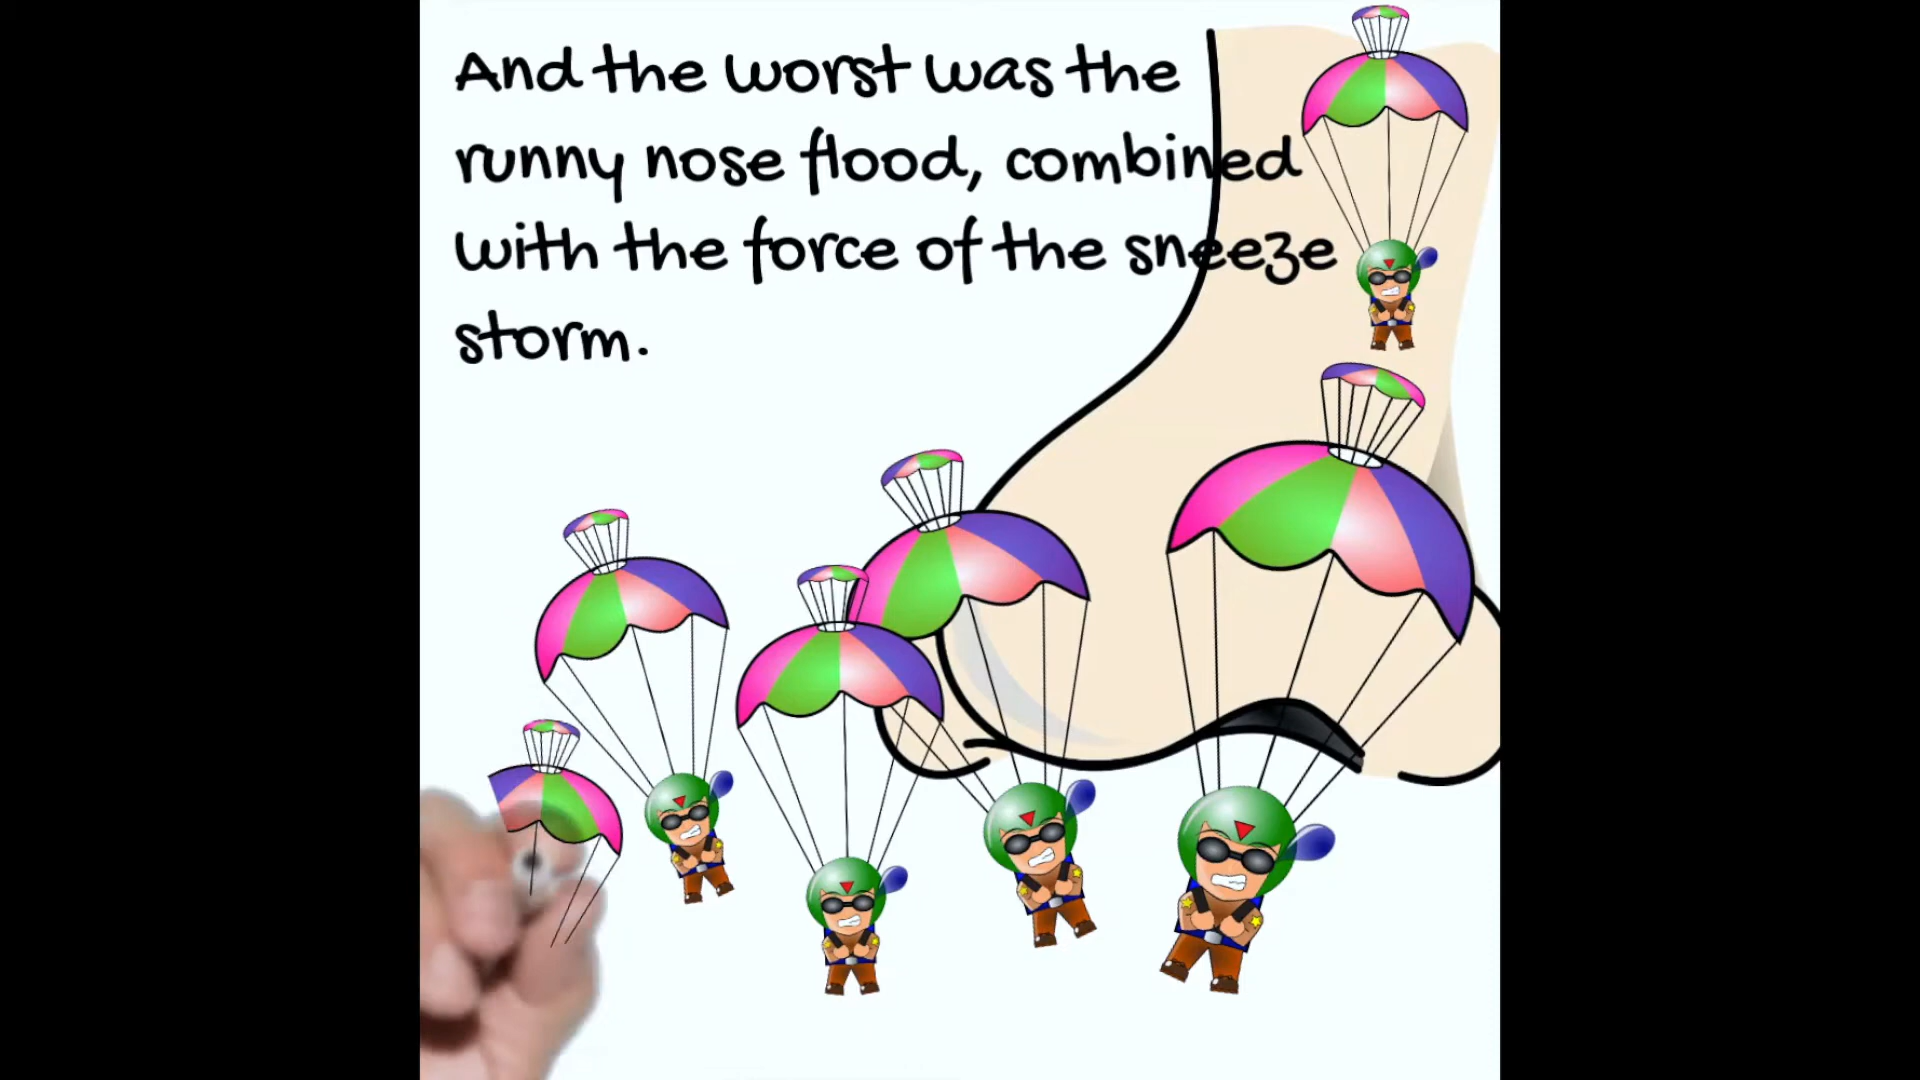 And the worst was the
runny nose flood, combined
with the force of the sneeze
storm.